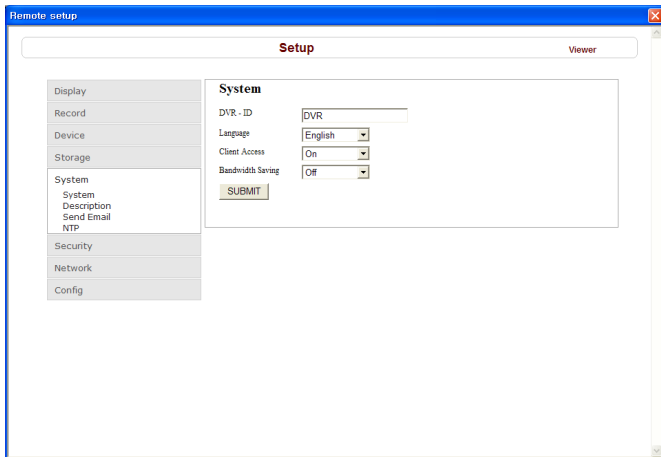 Remote setup
Setup
Viewer
Display
Record
Device
Storage
System
System
Description
Send Email
NTP
Security
Network
Config
System
DVR - ID DVR
Language English
Client Access On
Bandwidth Saving Off
SUBMIT